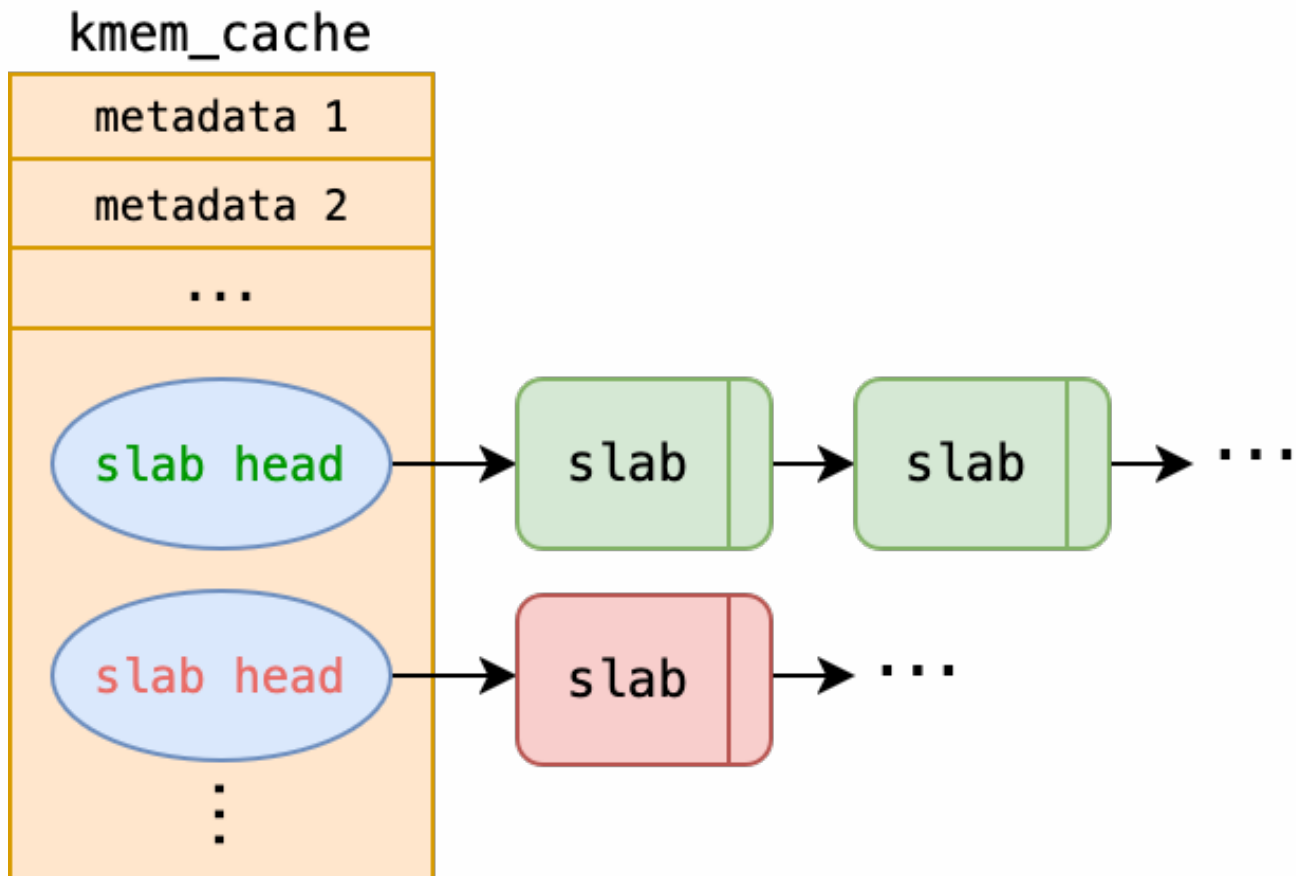 kmem_cache
metadata 1
metadata 2
...
slab head
slab
slab
...
slab head
slab
...
⋮